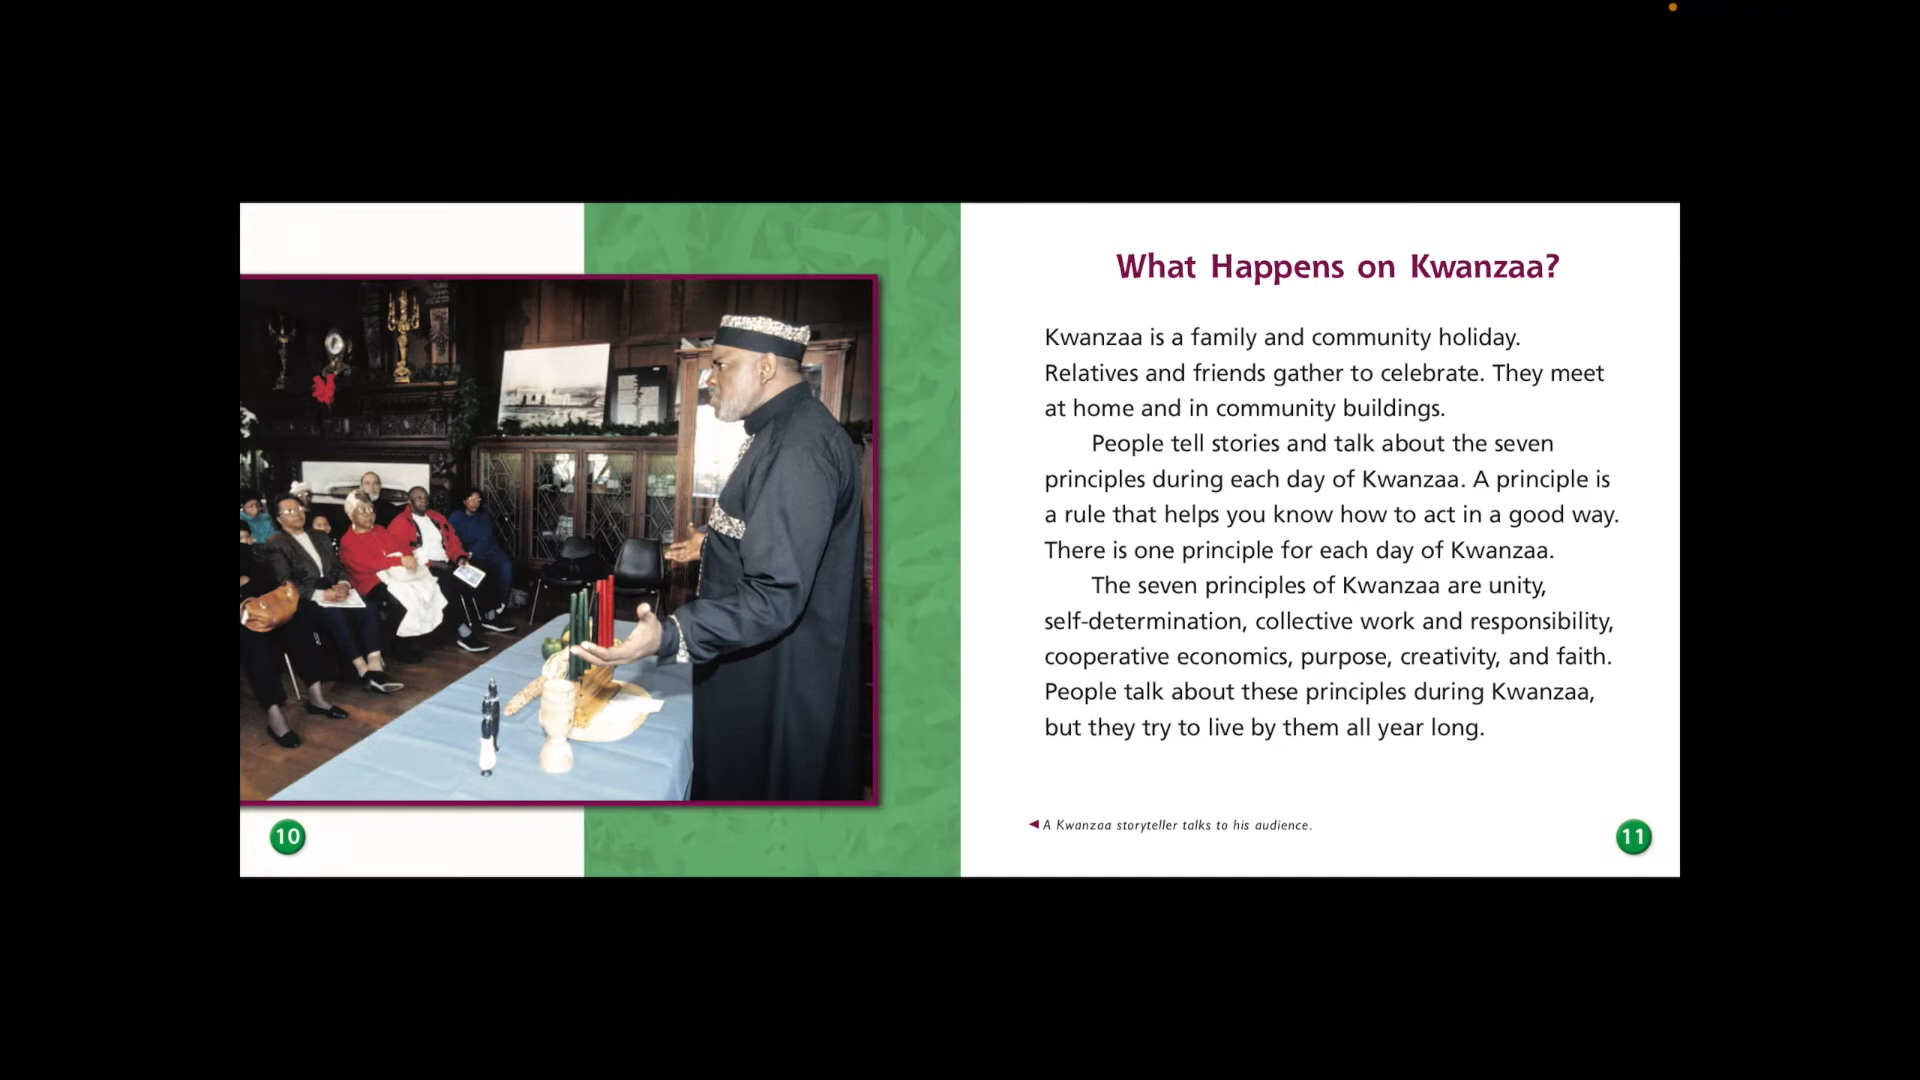 What Happens on Kwanzaa?
Kwanzaa is a family and community holiday.
Relatives and friends gather to celebrate. They meet
at home and in community buildings.
People tell stories and talk about the seven
principles during each day of Kwanzaa. A principle is
a rule that helps you know how to act in a good way.
There is one principle for each day of Kwanzaa.
The seven principles of Kwanzaa are unity,
self-determination, collective work and responsibility,
cooperative economics, purpose, creativity, and faith.
People talk about these principles during Kwanzaa,
but they try to live by them all year long.
◀ A Kwanzaa storyteller talks to his audience.
10
11